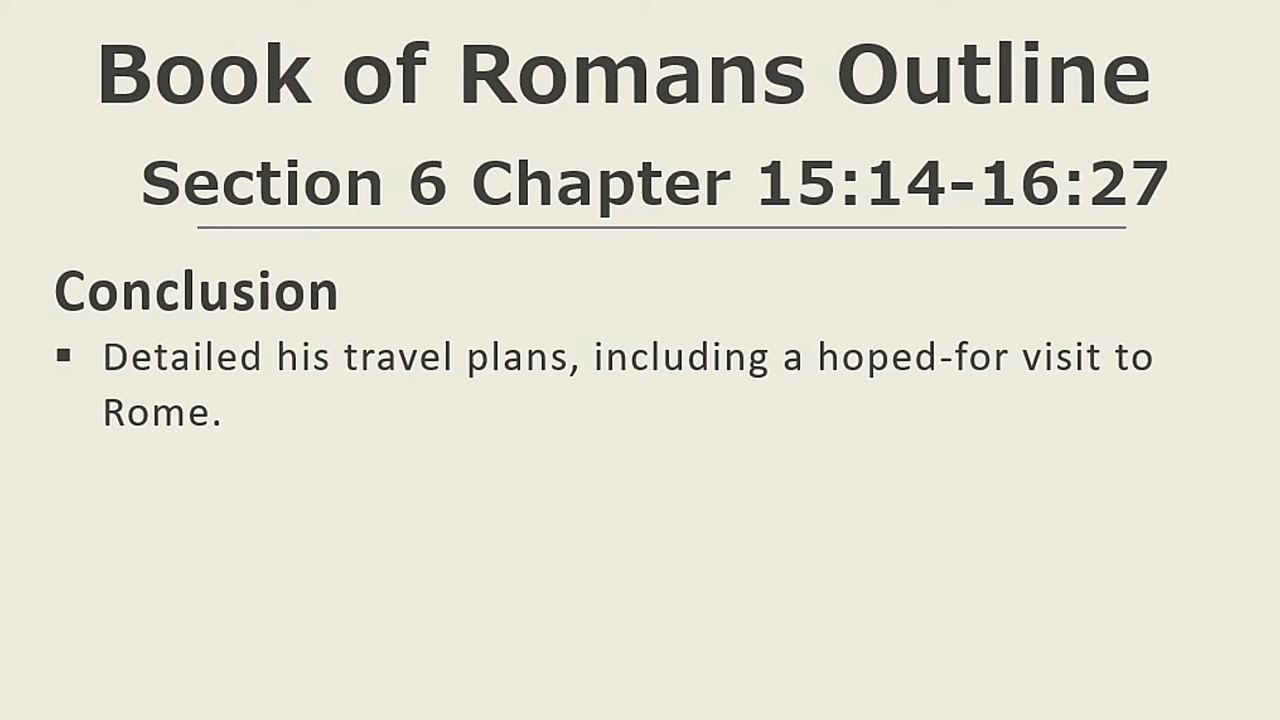 Book of Romans Outline
Section 6 Chapter 15:14-16:27
Conclusion
▪ Detailed his travel plans, including a hoped-for visit to
Rome.